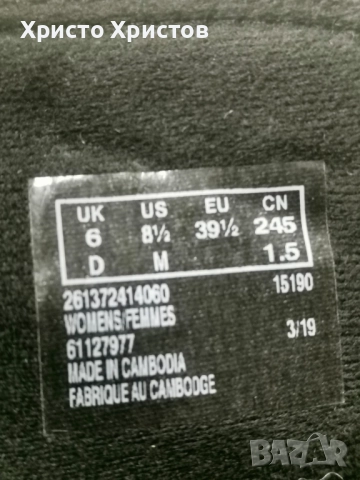 Христо Христов
UK US EU CN
6 8½ 39½ 245
D M 1.5
261372414060 15190
WOMENS/FEMMES
61127977 3/19
MADE IN CAMBODIA
FABRIQUE AU CAMBODGE
BAZAR